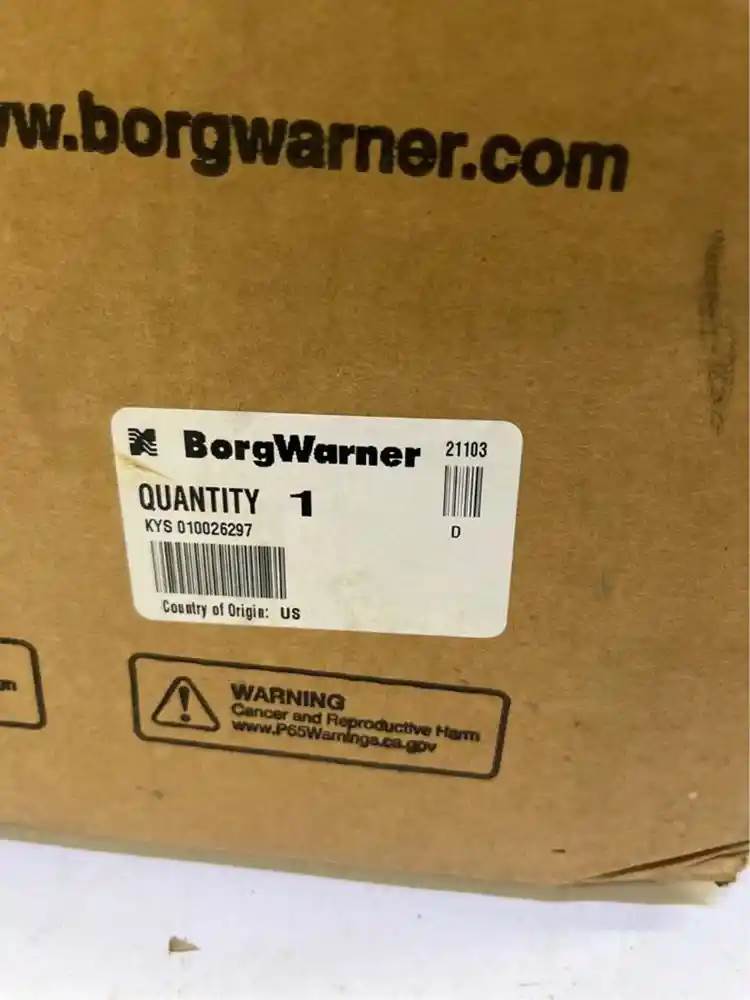 w.borgwarner.com
BorgWarner 21103
QUANTITY 1
KYS 010026297
D
Country of Origin: US
WARNING
Cancer and Reproductive Harm
www.P65Warnings.ca.gov